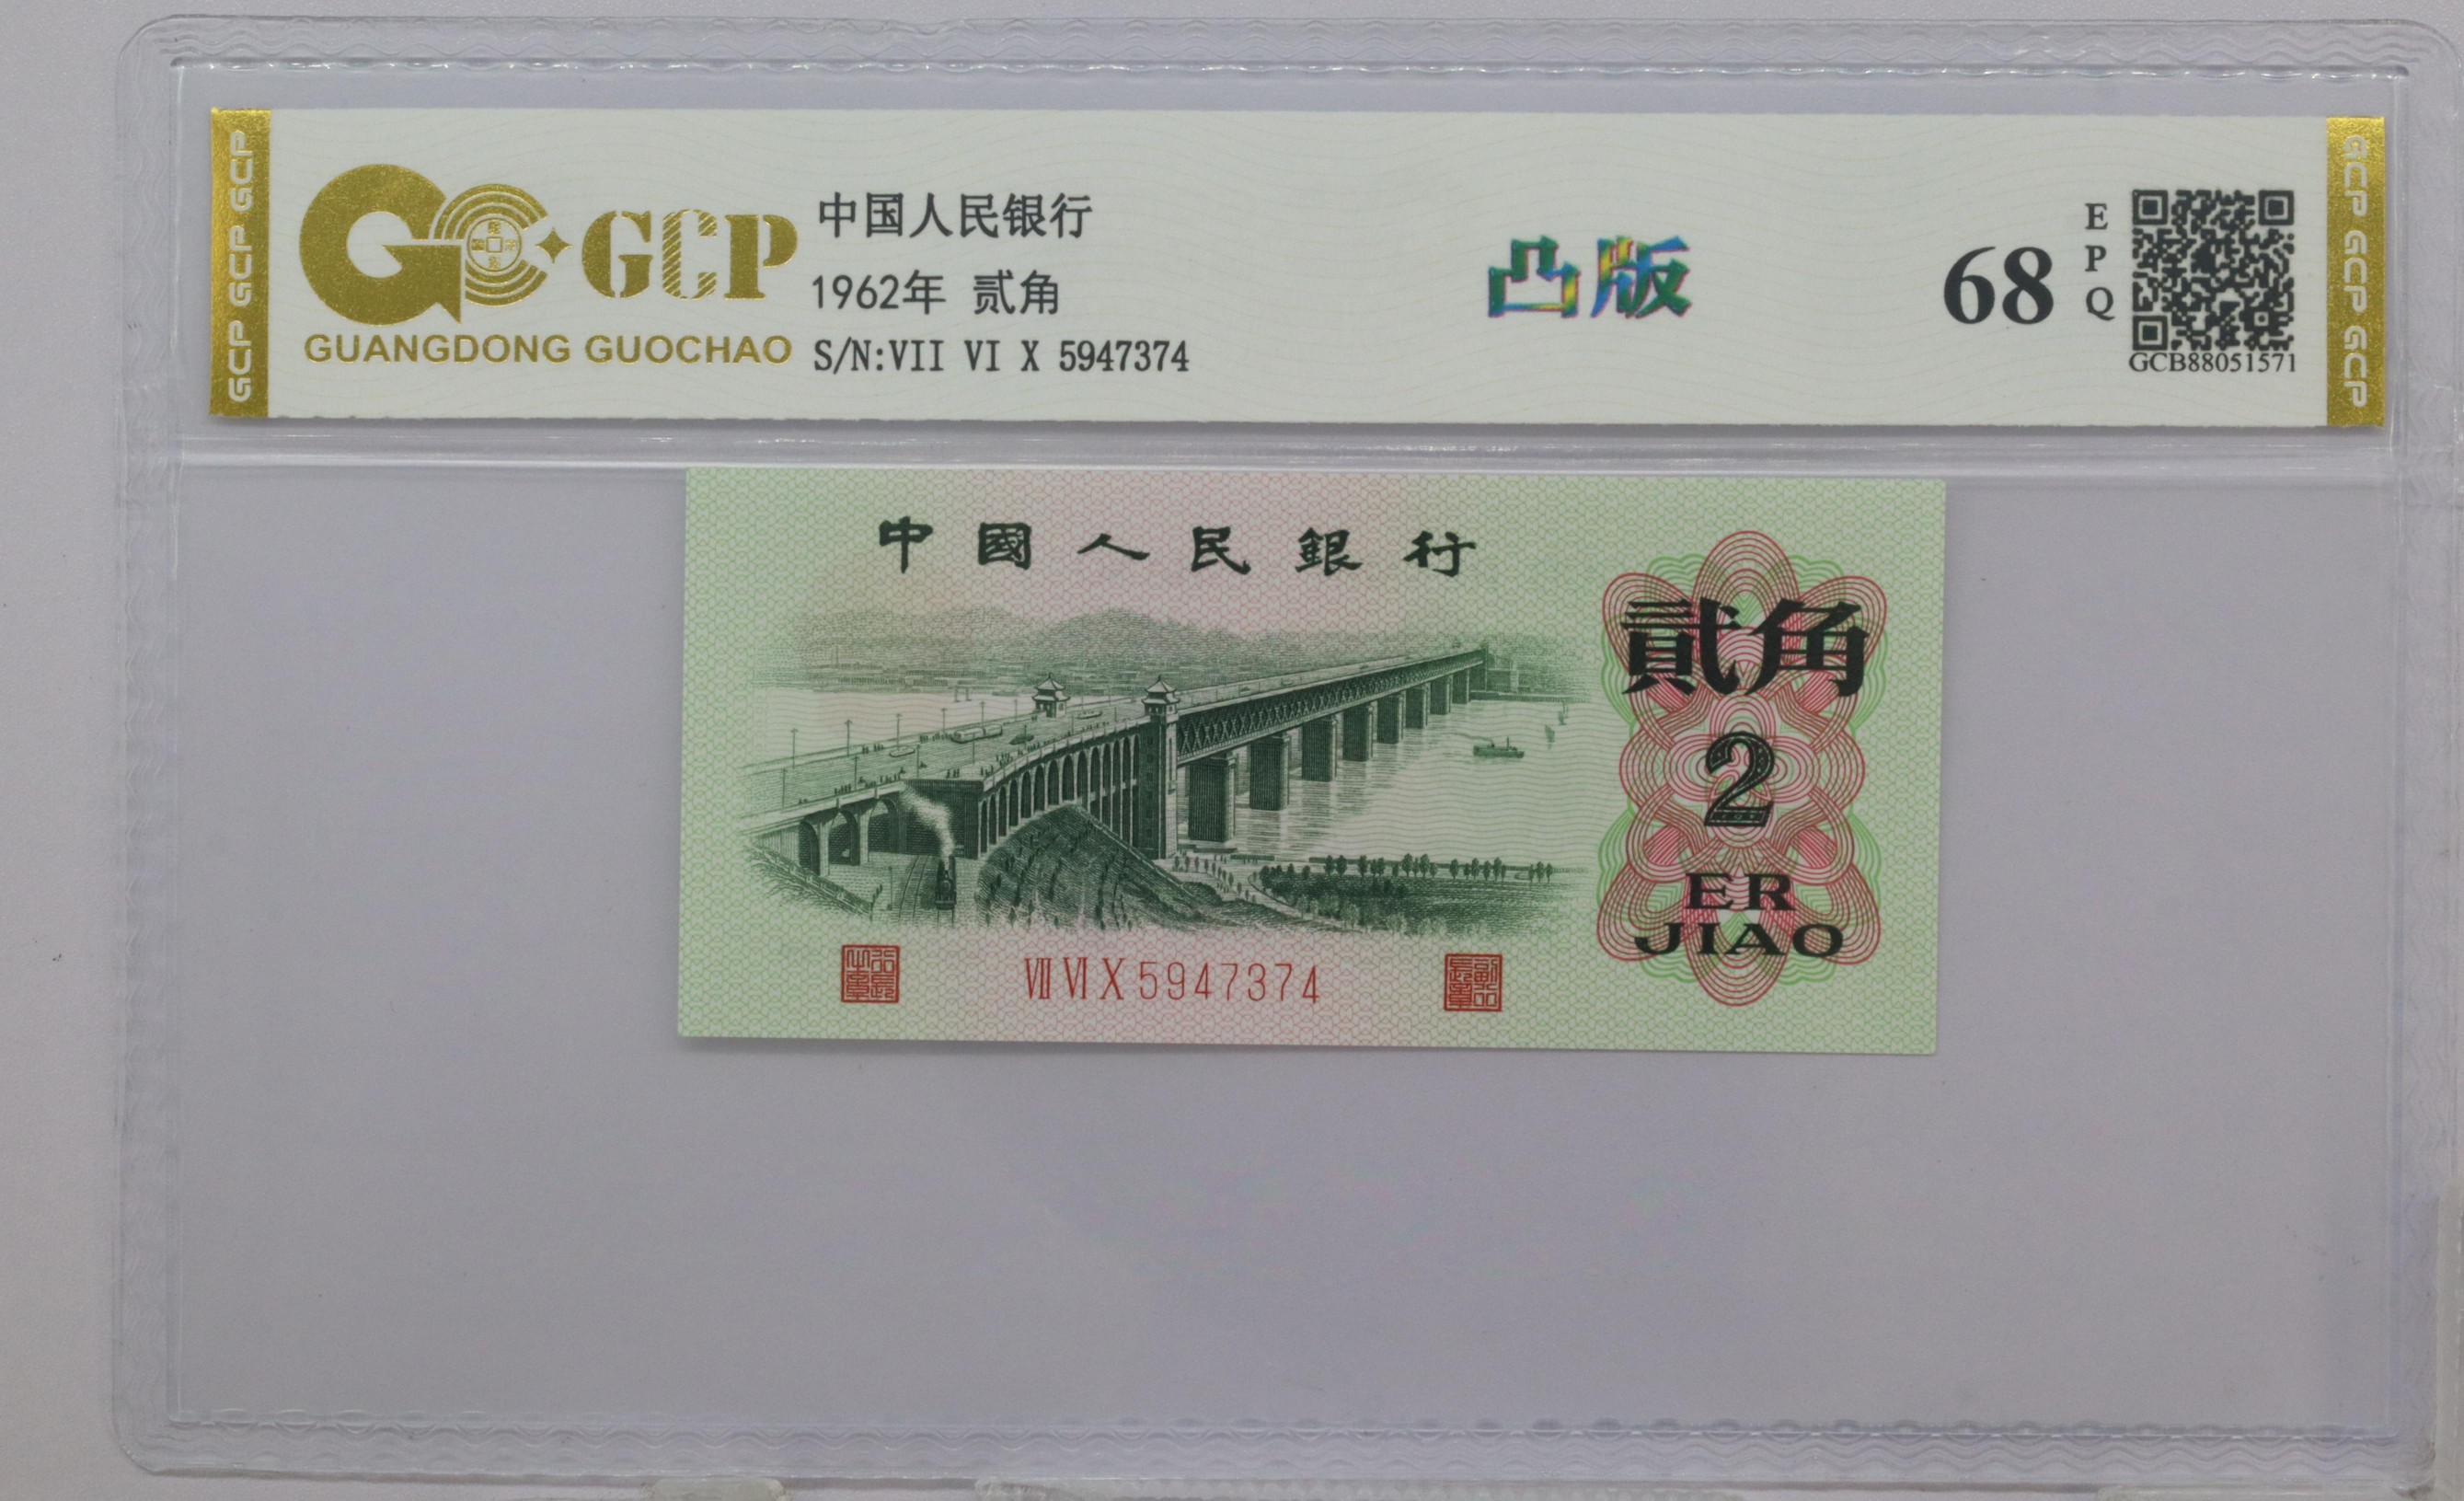 GCP GCP GCP
GCP
GUANGDONG GUOCHAO
中国人民银行
1962年 贰角
S/N:VII VI X 5947374
凸版
68
EPQ
GCB88051571
GCP GCP GCP
中國人民銀行
貳角
2
ER
JIAO
VII VI X 5947374